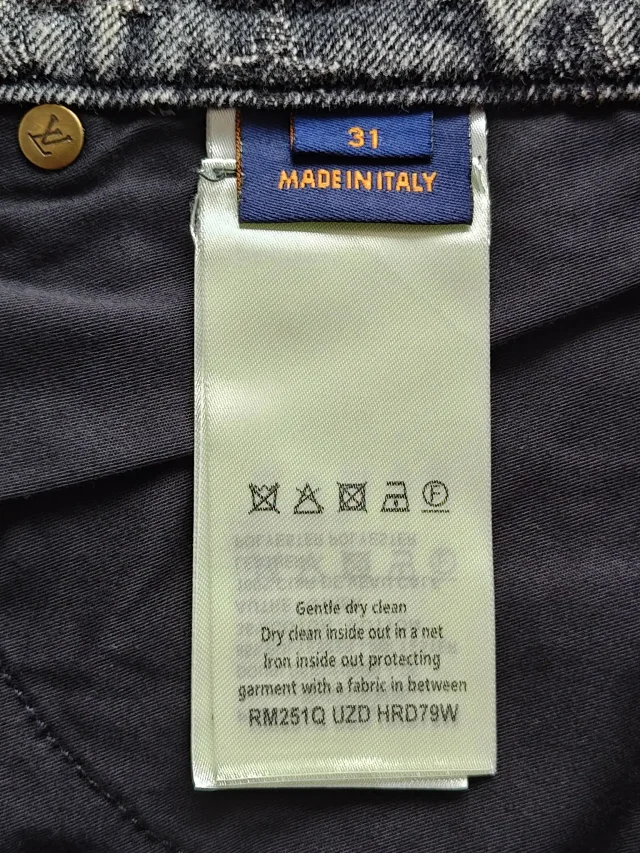 LV
31
MADE IN ITALY
F
Gentle dry clean
Dry clean inside out in a net
Iron inside out protecting
garment with a fabric in between
RM251Q UZD HRD79W